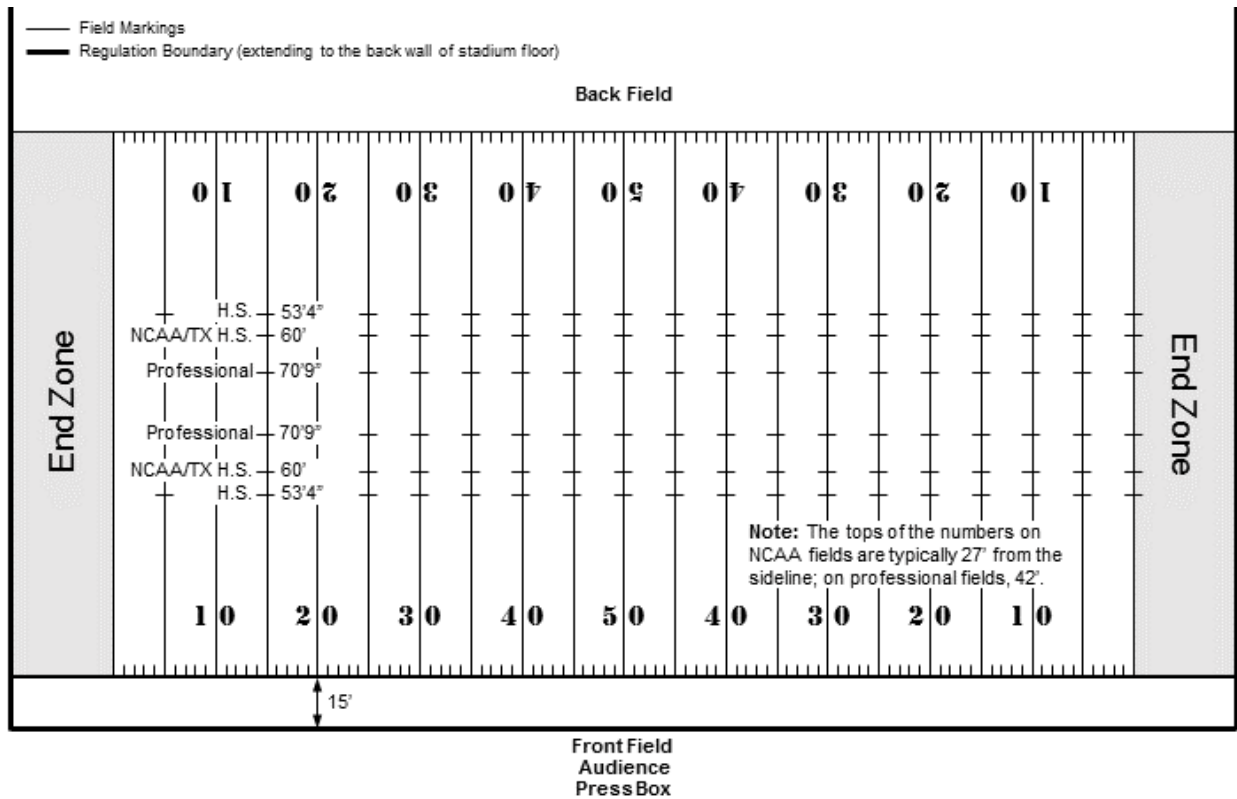 Field Markings
Regulation Boundary (extending to the back wall of stadium floor)
Back Field
1 0 2 0 3 0 4 0 5 0 4 0 3 0 2 0 1 0
H.S. 53'4"
NCAA/TX H.S. 60'
Professional 70'9"
End Zone
End Zone
Professional 70'9"
NCAA/TX H.S. 60'
H.S. 53'4"
Note: The tops of the numbers on
NCAA fields are typically 27' from the
sideline; on professional fields, 42'.
1 0 2 0 3 0 4 0 5 0 4 0 3 0 2 0 1 0
15'
Front Field
Audience
Press Box